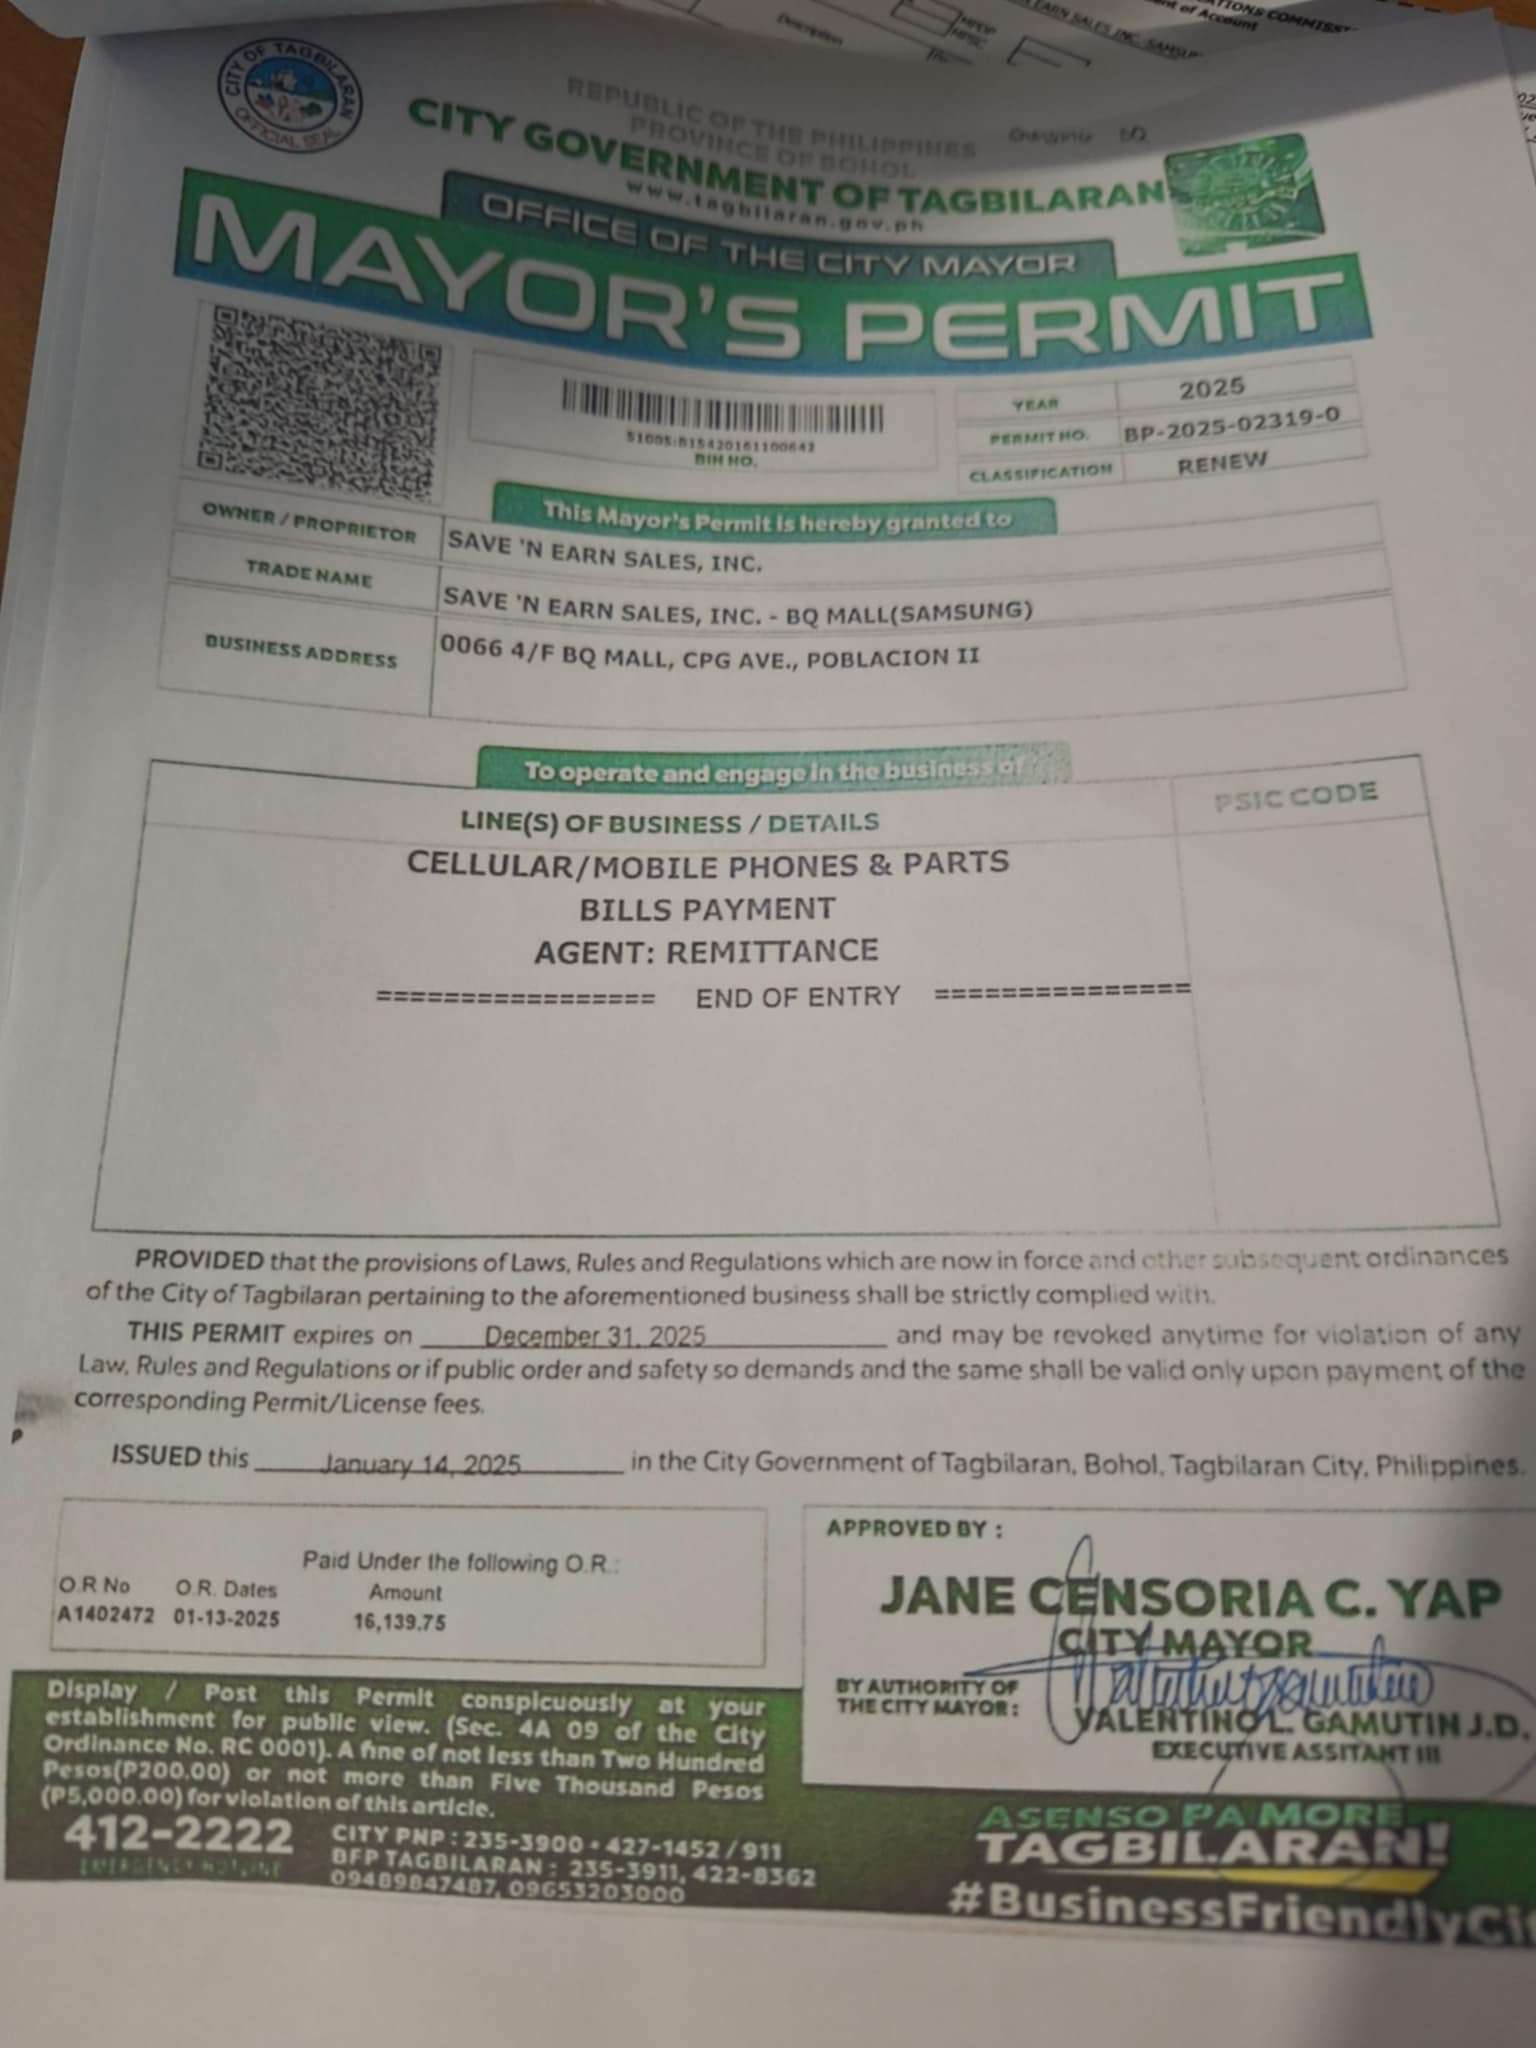 Description
MPDP
MPSC
EARN SALES INC.-SAMSU
TIONS COMMISS
nt of Account
CITY OF TAGBILARAN
OFFICIAL SEAL
REPUBLIC OF THE PHILIPPINES
PROVINCE OF BOHOL
CITY GOVERNMENT OF TAGBILARAN
www.tagbilaran.gov.ph
OFFICE OF THE CITY MAYOR
MAYOR'S PERMIT
BIN NO.
YEAR 2025
PERMIT NO. BP-2025-02319-0
CLASSIFICATION RENEW
This Mayor's Permit is hereby granted to
OWNER / PROPRIETOR SAVE 'N EARN SALES, INC.
TRADE NAME SAVE 'N EARN SALES, INC. - BQ MALL(SAMSUNG)
BUSINESS ADDRESS 0066 4/F BQ MALL, CPG AVE., POBLACION II
To operate and engage in the business of
LINE(S) OF BUSINESS / DETAILS PSIC CODE
CELLULAR/MOBILE PHONES & PARTS
BILLS PAYMENT
AGENT: REMITTANCE
================= END OF ENTRY ================
PROVIDED that the provisions of Laws, Rules and Regulations which are now in force and other subsequent ordinances
of the City of Tagbilaran pertaining to the aforementioned business shall be strictly complied with.
THIS PERMIT expires on December 31, 2025 and may be revoked anytime for violation of any
Law, Rules and Regulations or if public order and safety so demands and the same shall be valid only upon payment of the
corresponding Permit/License fees.
ISSUED this January 14, 2025 in the City Government of Tagbilaran, Bohol, Tagbilaran City, Philippines.
Paid Under the following O.R.:
O.R No O.R. Dates Amount
A1402472 01-13-2025 16,139.75
APPROVED BY :
JANE CENSORIA C. YAP
CITY MAYOR
BY AUTHORITY OF
THE CITY MAYOR :
VALENTINO L. GAMUTIN J.D.
EXECUTIVE ASSITANT III
Display / Post this Permit conspicuously at your
establishment for public view. (Sec. 4A 09 of the City
Ordinance No. RC 0001). A fine of not less than Two Hundred
Pesos(P200.00) or not more than Five Thousand Pesos
(P5,000.00) for violation of this article.
412-2222
EMERGENCY HOTLINE
CITY PNP : 235-3900 • 427-1452 / 911
BFP TAGBILARAN : 235-3911, 422-8362
09489847487, 09653203000
ASENSO PA MORE
TAGBILARAN!
#BusinessFriendlyCit